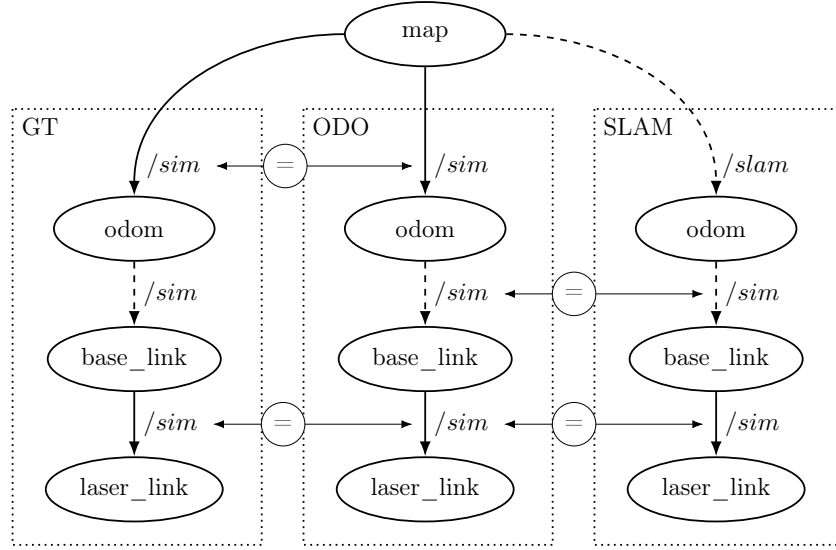 map
GT
ODO
SLAM
/sim = /sim /slam
odom odom odom
/sim /sim = /sim
base_link base_link base_link
/sim = /sim = /sim
laser_link laser_link laser_link